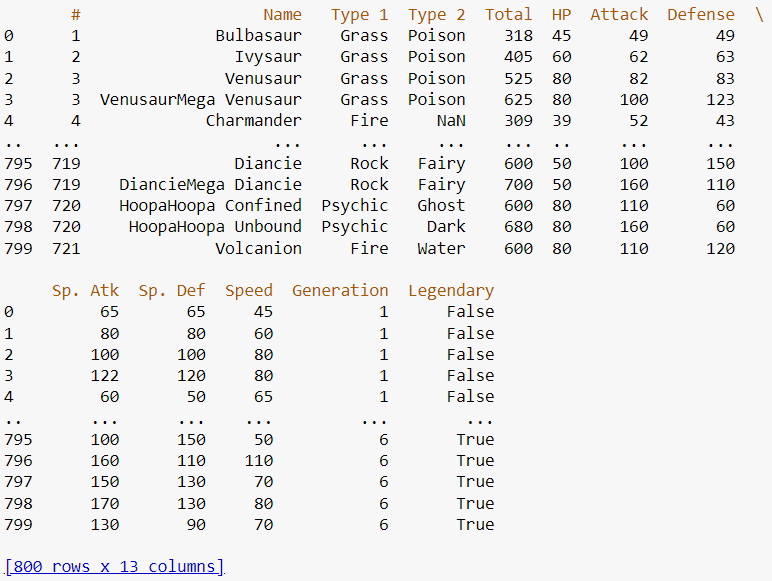 #                   Name   Type 1  Type 2  Total  HP  Attack  Defense  \
0      1              Bulbasaur    Grass  Poison    318  45      49       49
1      2                Ivysaur    Grass  Poison    405  60      62       63
2      3               Venusaur    Grass  Poison    525  80      82       83
3      3  VenusaurMega Venusaur    Grass  Poison    625  80     100      123
4      4             Charmander     Fire     NaN    309  39      52       43
..   ...                    ...      ...     ...    ...  ..     ...      ...
795  719                Diancie     Rock   Fairy    600  50     100      150
796  719    DiancieMega Diancie     Rock   Fairy    700  50     160      110
797  720    HoopaHoopa Confined  Psychic   Ghost    600  80     110       60
798  720     HoopaHoopa Unbound  Psychic    Dark    680  80     160       60
799  721              Volcanion     Fire   Water    600  80     110      120
     Sp. Atk  Sp. Def  Speed  Generation  Legendary
0         65       65     45           1      False
1         80       80     60           1      False
2        100      100     80           1      False
3        122      120     80           1      False
4         60       50     65           1      False
..       ...      ...    ...         ...        ...
795      100      150     50           6       True
796      160      110    110           6       True
797      150      130     70           6       True
798      170      130     80           6       True
799      130       90     70           6       True
[800 rows x 13 columns]